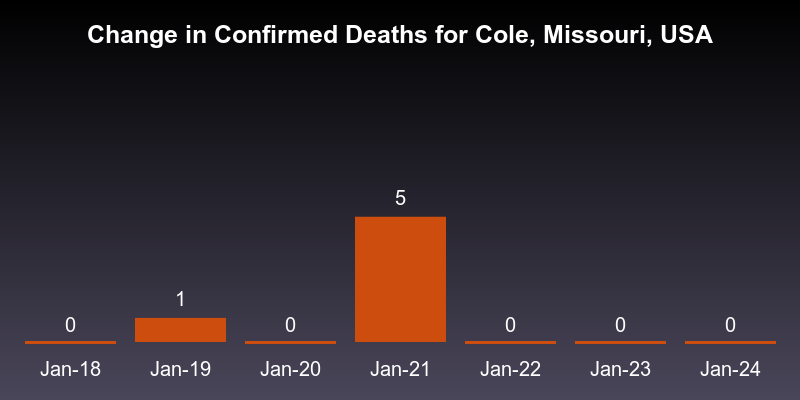 Change in Confirmed Deaths for Cole, Missouri, USA
5
1
0 0 0 0 0
Jan-18 Jan-19 Jan-20 Jan-21 Jan-22 Jan-23 Jan-24